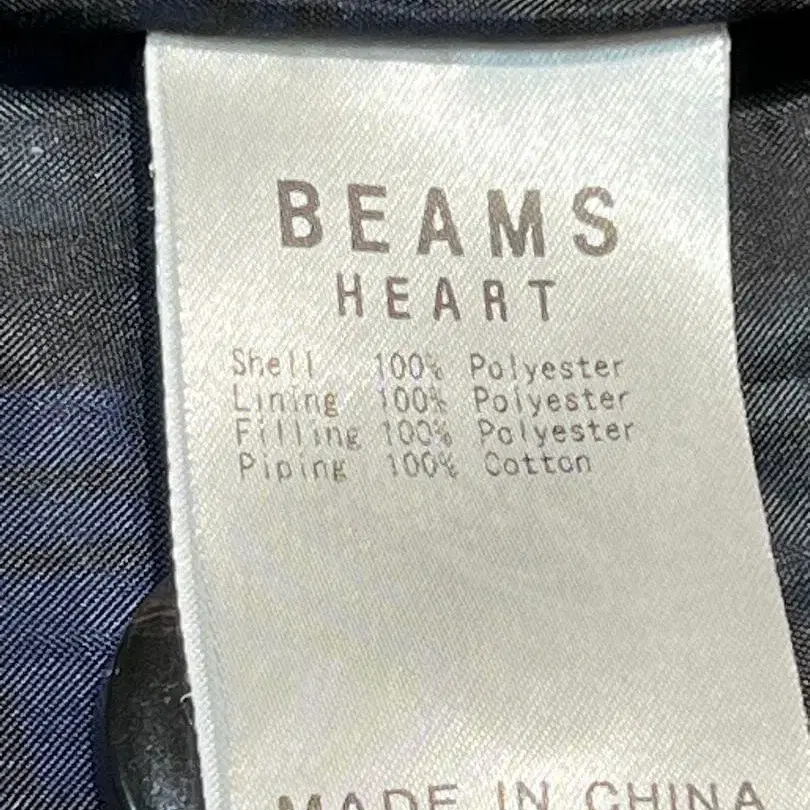 BEAMS
HEART
Shell 100% Polyester
Lining 100% Polyester
Filling 100% Polyester
Piping 100% Cotton
MADE IN CHINA